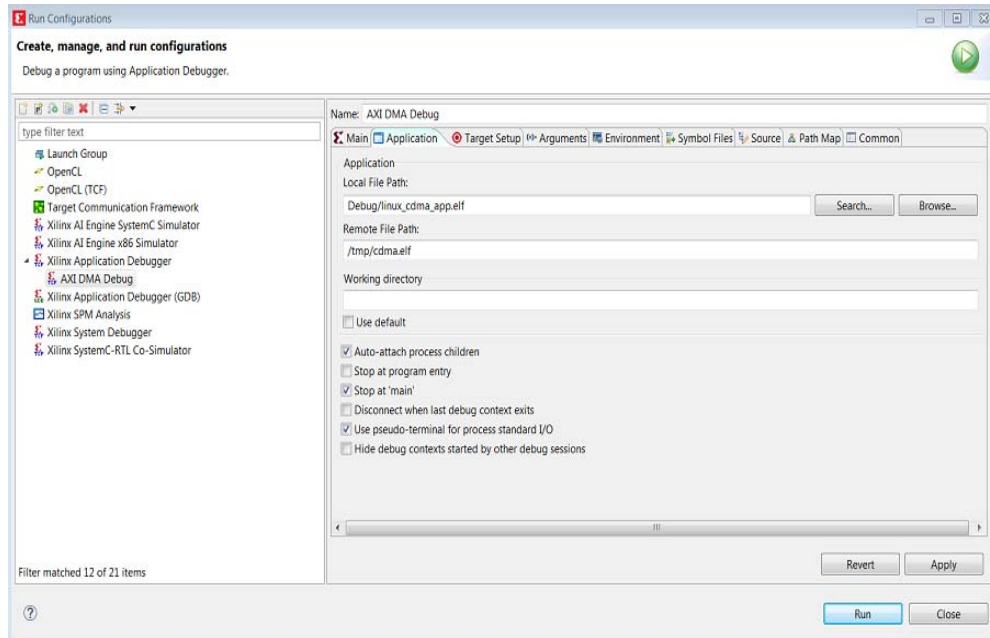 Run Configurations
Create, manage, and run configurations
Debug a program using Application Debugger.
type filter text
Launch Group
OpenCL
OpenCL (TCF)
Target Communication Framework
Xilinx AI Engine SystemC Simulator
Xilinx AI Engine x86 Simulator
Xilinx Application Debugger
AXI DMA Debug
Xilinx Application Debugger (GDB)
Xilinx SPM Analysis
Xilinx System Debugger
Xilinx SystemC-RTL Co-Simulator
Filter matched 12 of 21 items
Name: AXI DMA Debug
Main Application Target Setup Arguments Environment Symbol Files Source Path Map Common
Application
Local File Path:
Debug/linux_cdma_app.elf Search... Browse...
Remote File Path:
/tmp/cdma.elf
Working directory
Use default
Auto-attach process children
Stop at program entry
Stop at 'main'
Disconnect when last debug context exits
Use pseudo-terminal for process standard I/O
Hide debug contexts started by other debug sessions
Revert Apply
Run Close